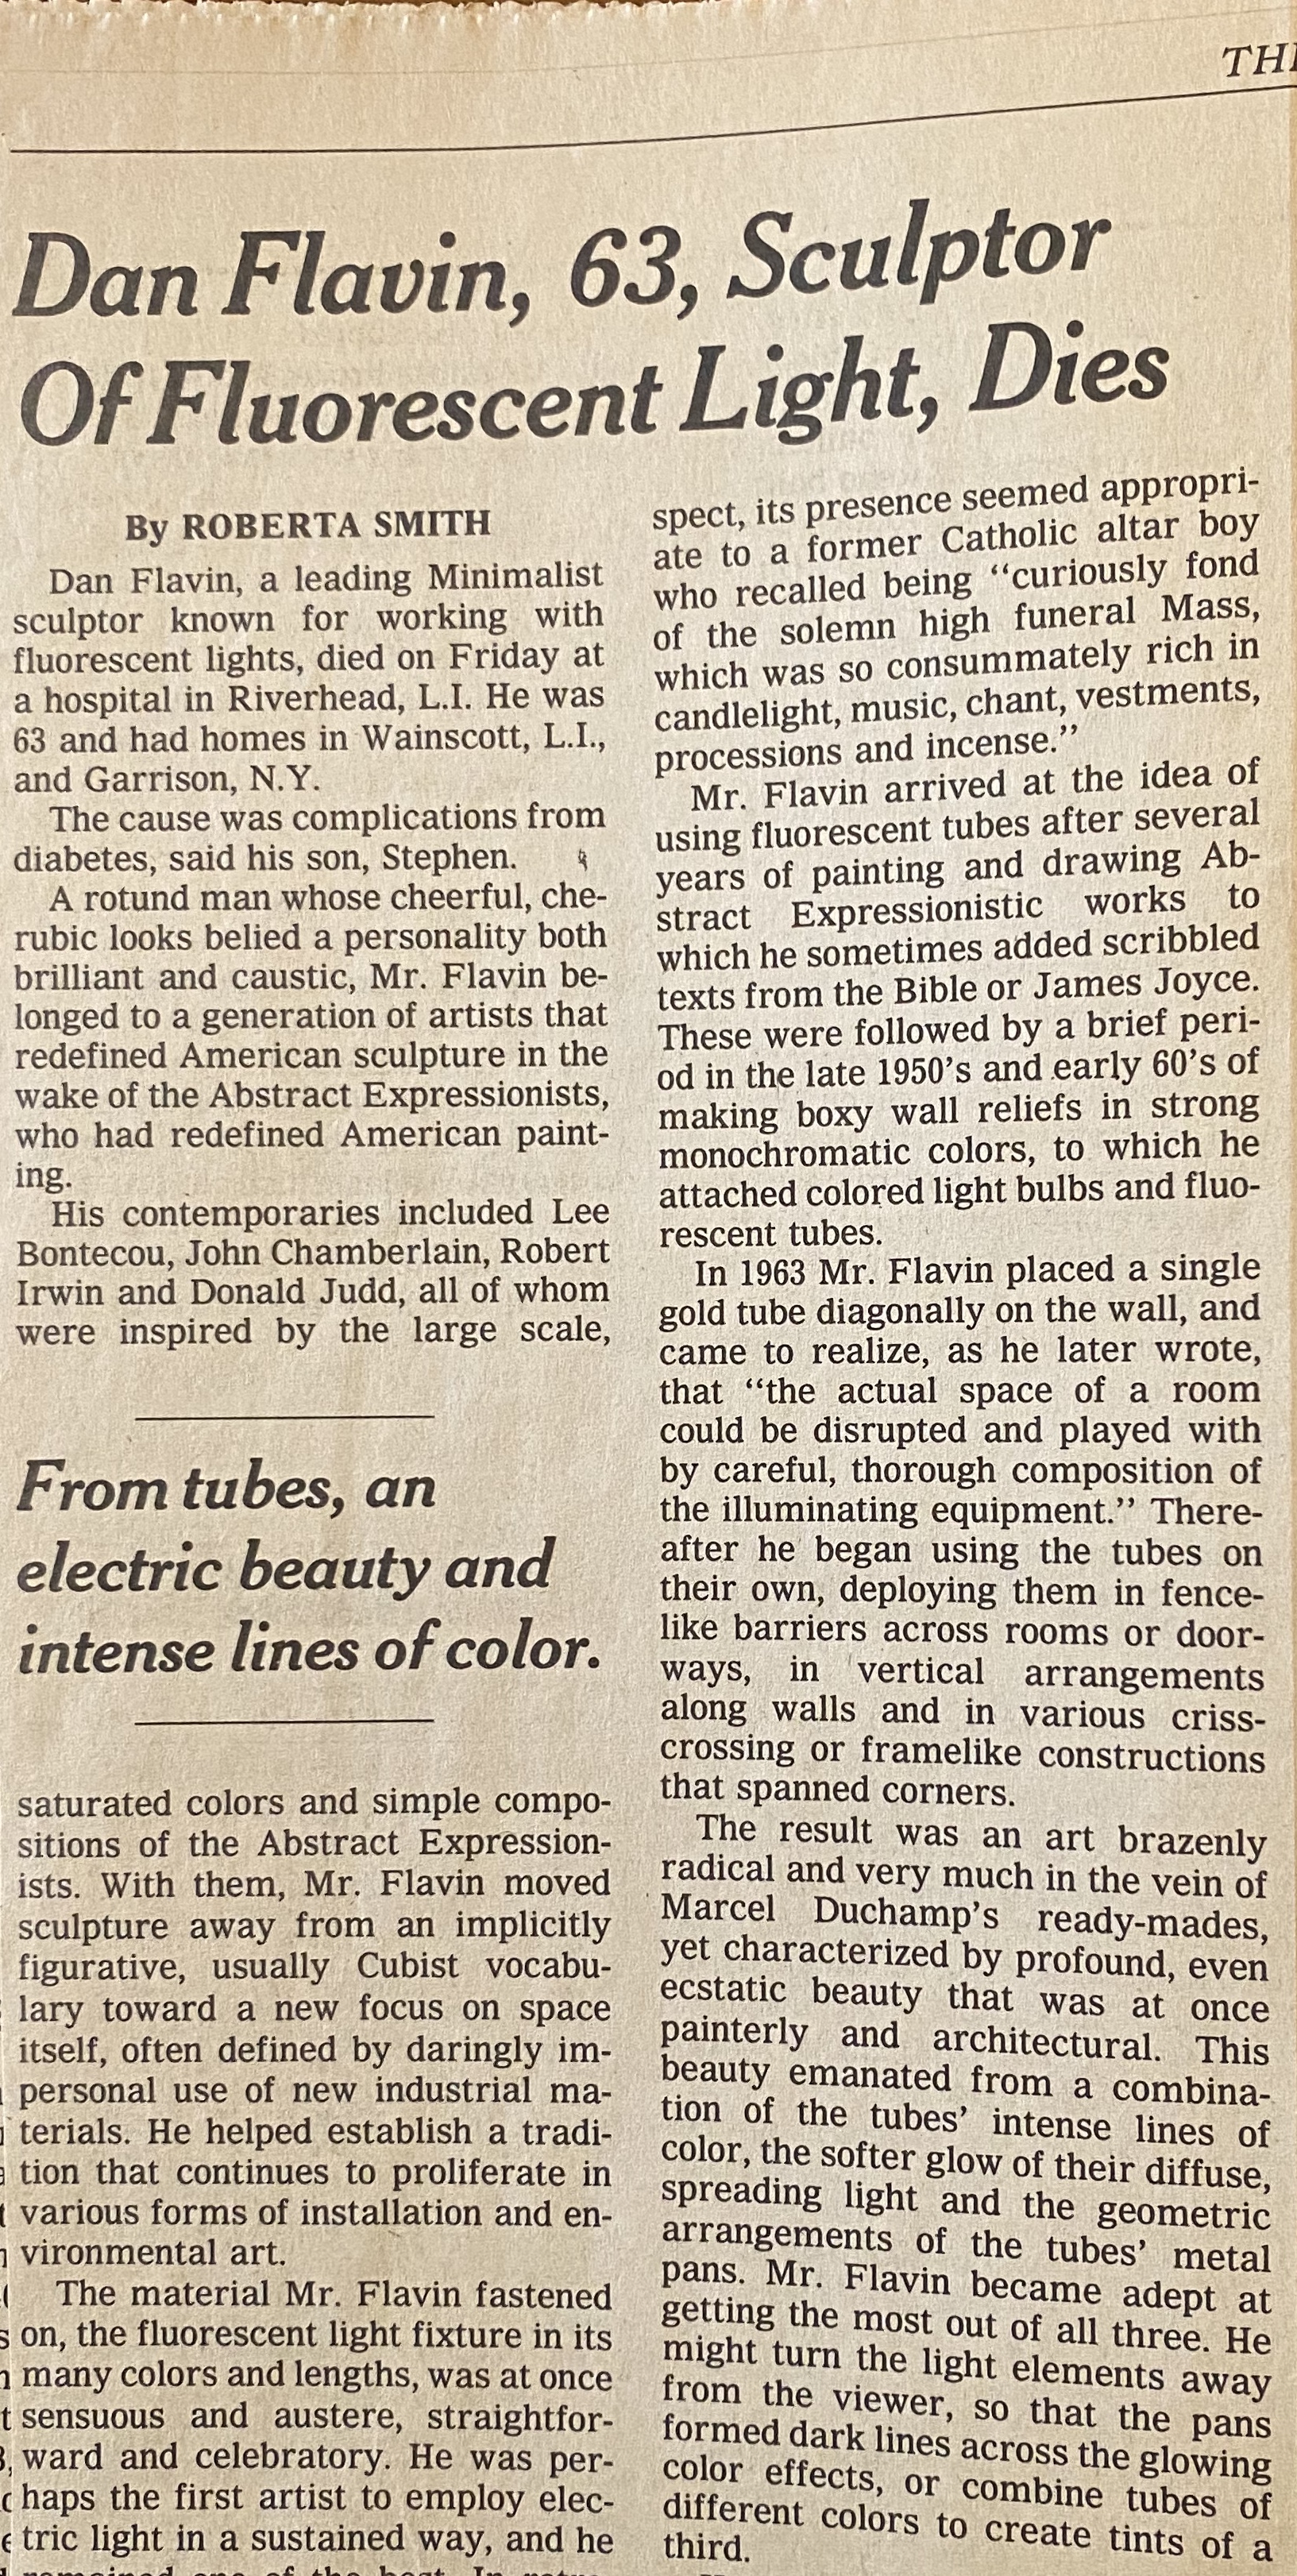 THE
Dan Flavin, 63, Sculptor
Of Fluorescent Light, Dies
By ROBERTA SMITH
Dan Flavin, a leading Minimalist
sculptor known for working with
fluorescent lights, died on Friday at
a hospital in Riverhead, L.I. He was
63 and had homes in Wainscott, L.I.,
and Garrison, N.Y.
The cause was complications from
diabetes, said his son, Stephen.
A rotund man whose cheerful, che-
rubic looks belied a personality both
brilliant and caustic, Mr. Flavin be-
longed to a generation of artists that
redefined American sculpture in the
wake of the Abstract Expressionists,
who had redefined American paint-
ing.
His contemporaries included Lee
Bontecou, John Chamberlain, Robert
Irwin and Donald Judd, all of whom
were inspired by the large scale,
From tubes, an
electric beauty and
intense lines of color.
saturated colors and simple compo-
sitions of the Abstract Expression-
ists. With them, Mr. Flavin moved
sculpture away from an implicitly
figurative, usually Cubist vocabu-
lary toward a new focus on space
itself, often defined by daringly im-
personal use of new industrial ma-
terials. He helped establish a tradi-
tion that continues to proliferate in
various forms of installation and en-
vironmental art.
The material Mr. Flavin fastened
on, the fluorescent light fixture in its
many colors and lengths, was at once
sensuous and austere, straightfor-
ward and celebratory. He was per-
haps the first artist to employ elec-
tric light in a sustained way, and he
remained one of the best. In retro-
spect, its presence seemed appropri-
ate to a former Catholic altar boy
who recalled being “curiously fond
of the solemn high funeral Mass,
which was so consummately rich in
candlelight, music, chant, vestments,
processions and incense.”
Mr. Flavin arrived at the idea of
using fluorescent tubes after several
years of painting and drawing Ab-
stract Expressionistic works to
which he sometimes added scribbled
texts from the Bible or James Joyce.
These were followed by a brief peri-
od in the late 1950’s and early 60’s of
making boxy wall reliefs in strong
monochromatic colors, to which he
attached colored light bulbs and fluo-
rescent tubes.
In 1963 Mr. Flavin placed a single
gold tube diagonally on the wall, and
came to realize, as he later wrote,
that “the actual space of a room
could be disrupted and played with
by careful, thorough composition of
the illuminating equipment.” There-
after he began using the tubes on
their own, deploying them in fence-
like barriers across rooms or door-
ways, in vertical arrangements
along walls and in various criss-
crossing or framelike constructions
that spanned corners.
The result was an art brazenly
radical and very much in the vein of
Marcel Duchamp’s ready-mades,
yet characterized by profound, even
ecstatic beauty that was at once
painterly and architectural. This
beauty emanated from a combina-
tion of the tubes’ intense lines of
color, the softer glow of their diffuse,
spreading light and the geometric
arrangements of the tubes’ metal
pans. Mr. Flavin became adept at
getting the most out of all three. He
might turn the light elements away
from the viewer, so that the pans
formed dark lines across the glowing
color effects, or combine tubes of
different colors to create tints of a
third.